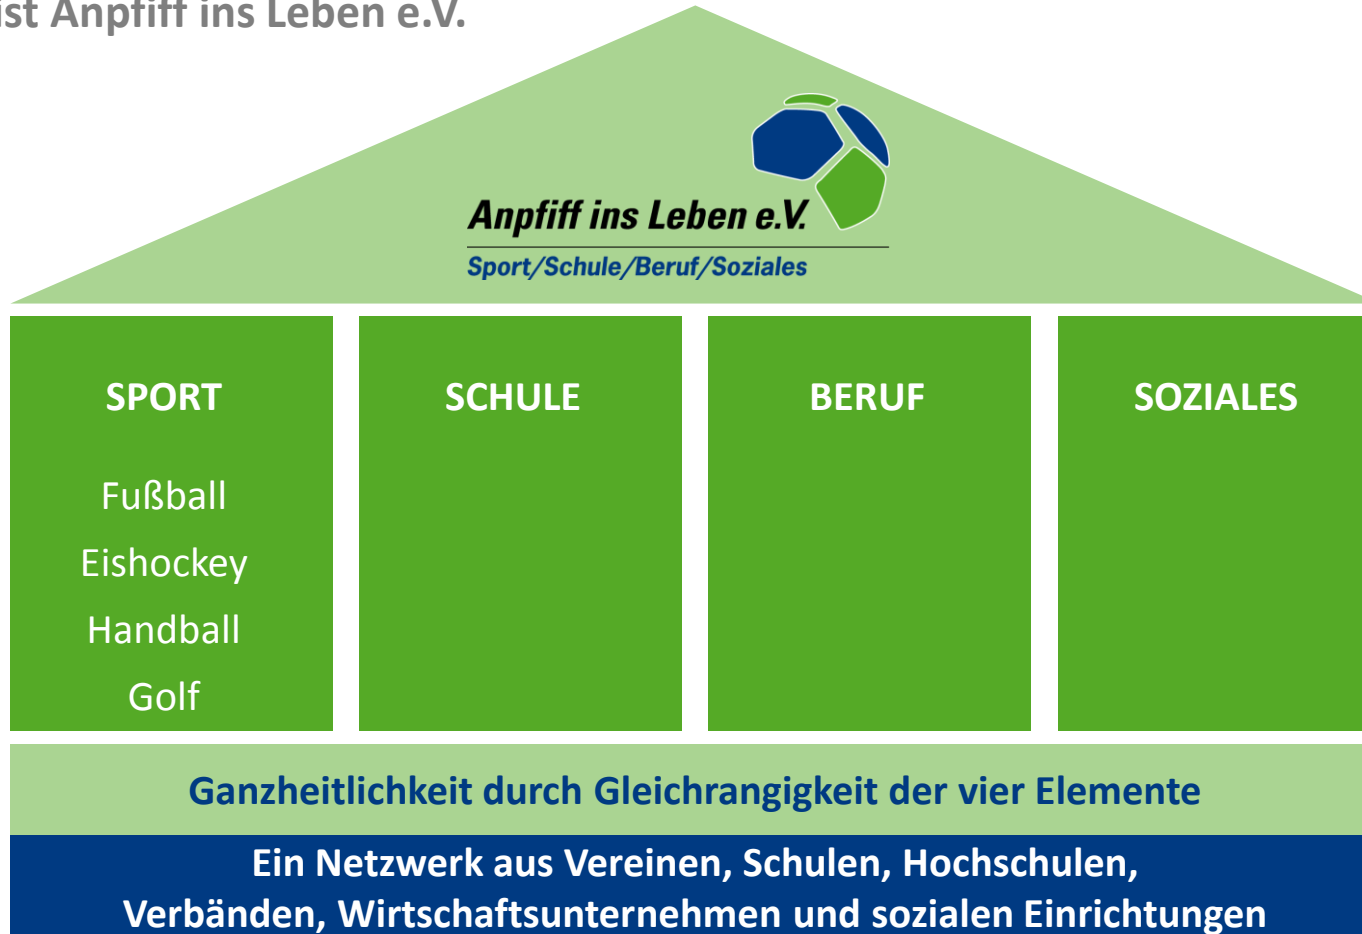 ist Anpfiff ins Leben e.V.
Anpfiff ins Leben e.V.
Sport/Schule/Beruf/Soziales
SPORT
Fußball
Eishockey
Handball
Golf
SCHULE
BERUF
SOZIALES
Ganzheitlichkeit durch Gleichrangigkeit der vier Elemente
Ein Netzwerk aus Vereinen, Schulen, Hochschulen,
Verbänden, Wirtschaftsunternehmen und sozialen Einrichtungen